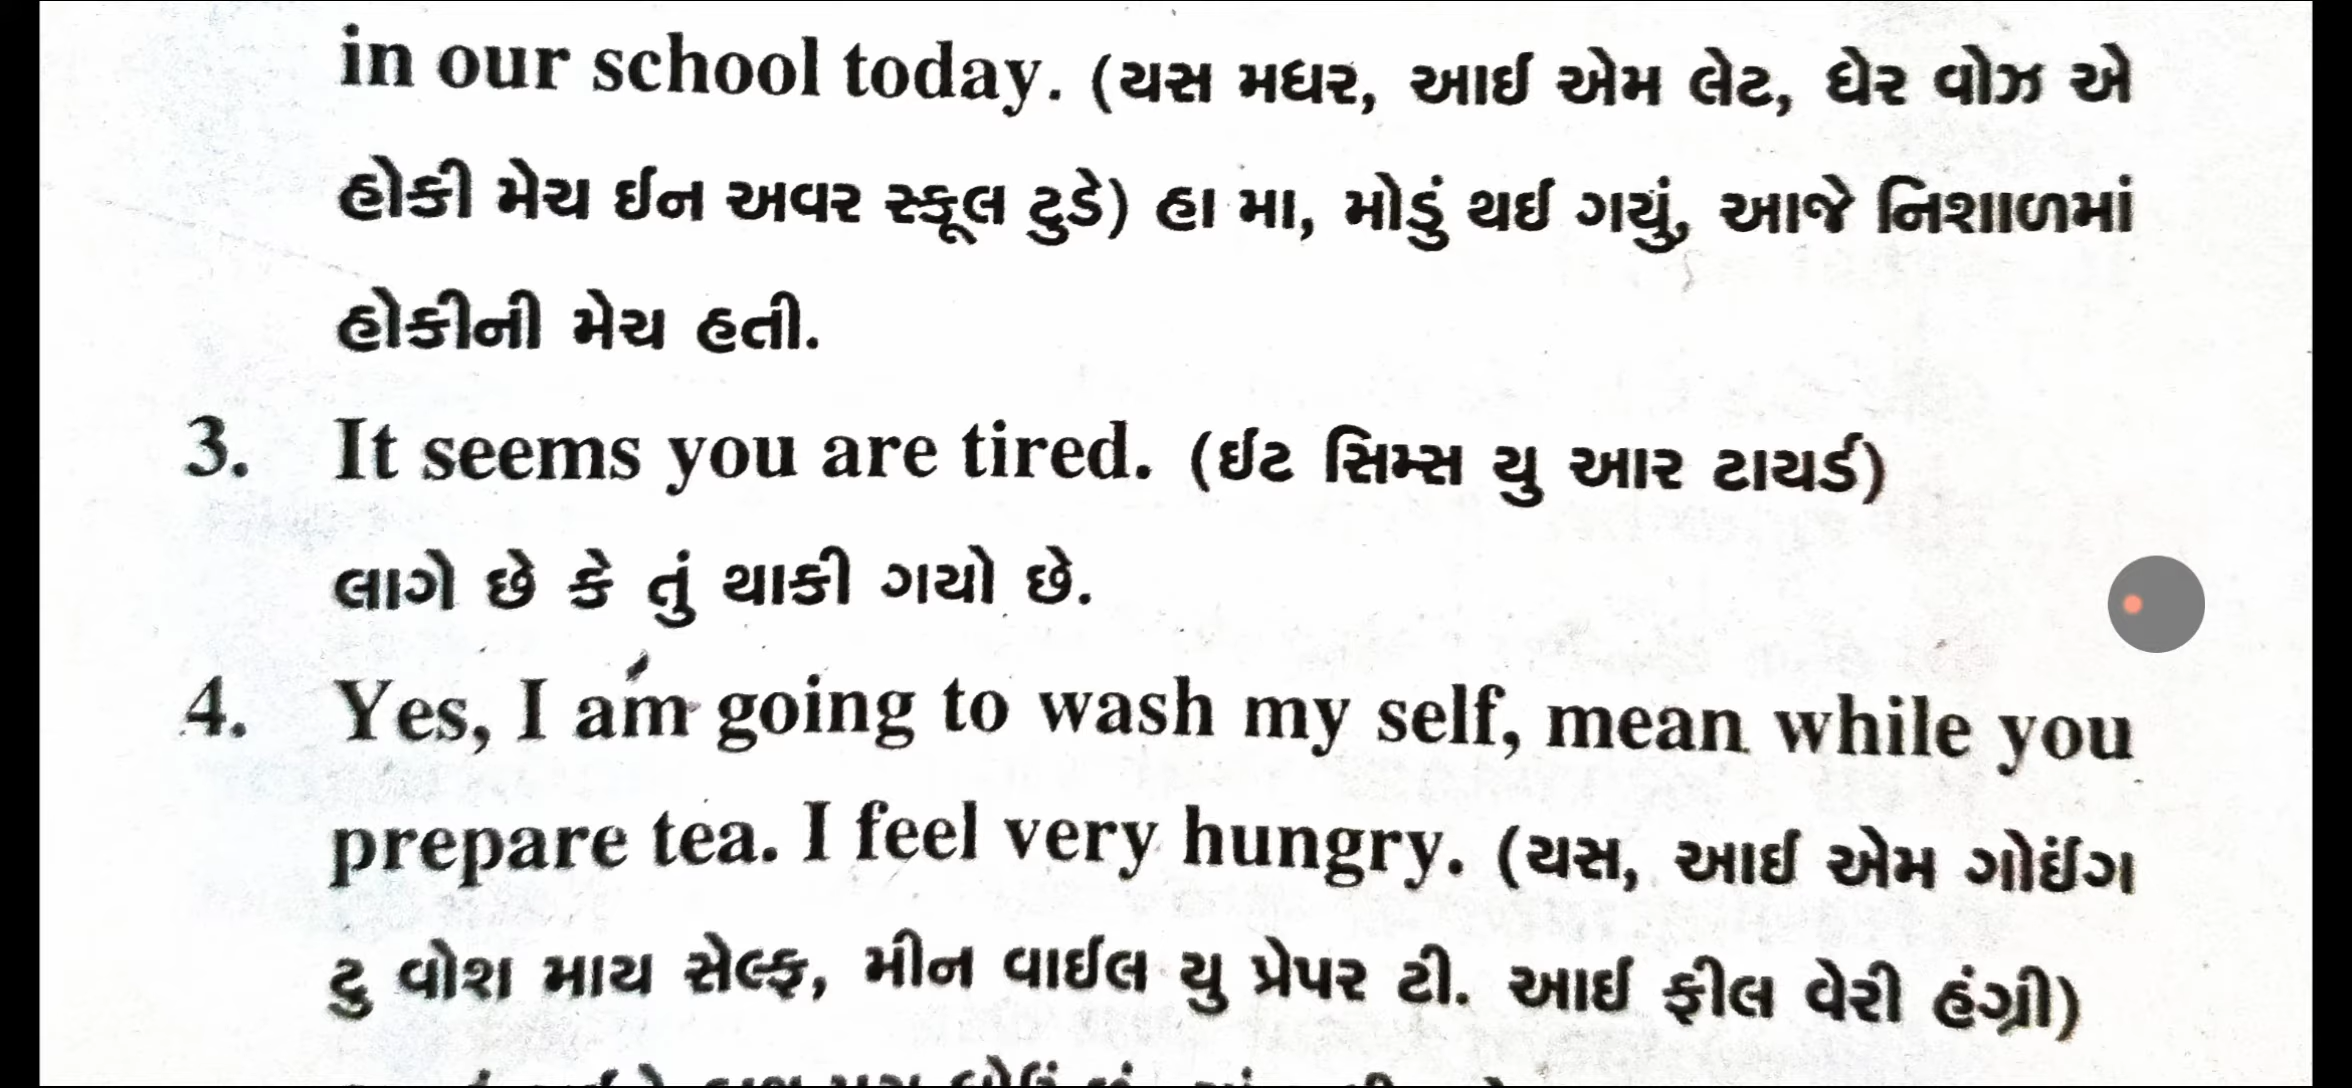 in our school today. (યસ મધર, આઈ એમ લેટ, ધેર વોઝ એ
હોકી મેચ ઈન અવર સ્કૂલ ટુડે) હા મા, મોડું થઈ ગયું, આજે નિશાળમાં
હોકીની મેચ હતી.
3. It seems you are tired. (ઈટ સિમ્સ યુ આર ટાયર્ડ)
લાગે છે કે તું થાકી ગયો છે.
4. Yes, I am going to wash my self, mean while you
prepare tea. I feel very hungry. (યસ, આઈ એમ ગોઈંગ
ટુ વોશ માય સેલ્ફ, મીન વાઈલ યુ પ્રેપર ટી. આઈ ફીલ વેરી હંગ્રી)